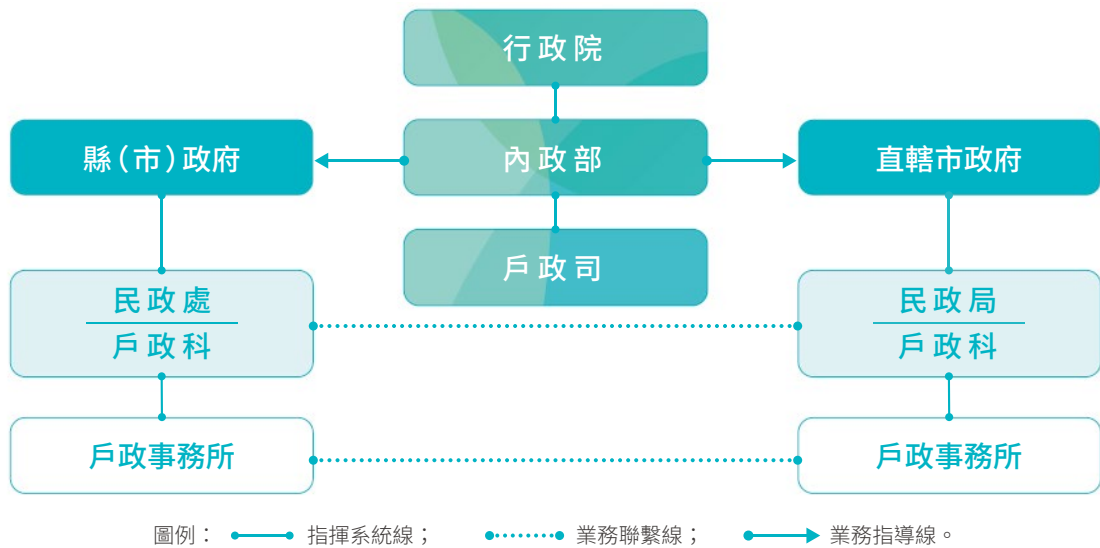 行政院
縣(市)政府
內政部
直轄市政府
戶政司
民政處
戶政科
民政局
戶政科
戶政事務所
戶政事務所
圖例: 指揮系統線; 業務聯繫線; 業務指導線。